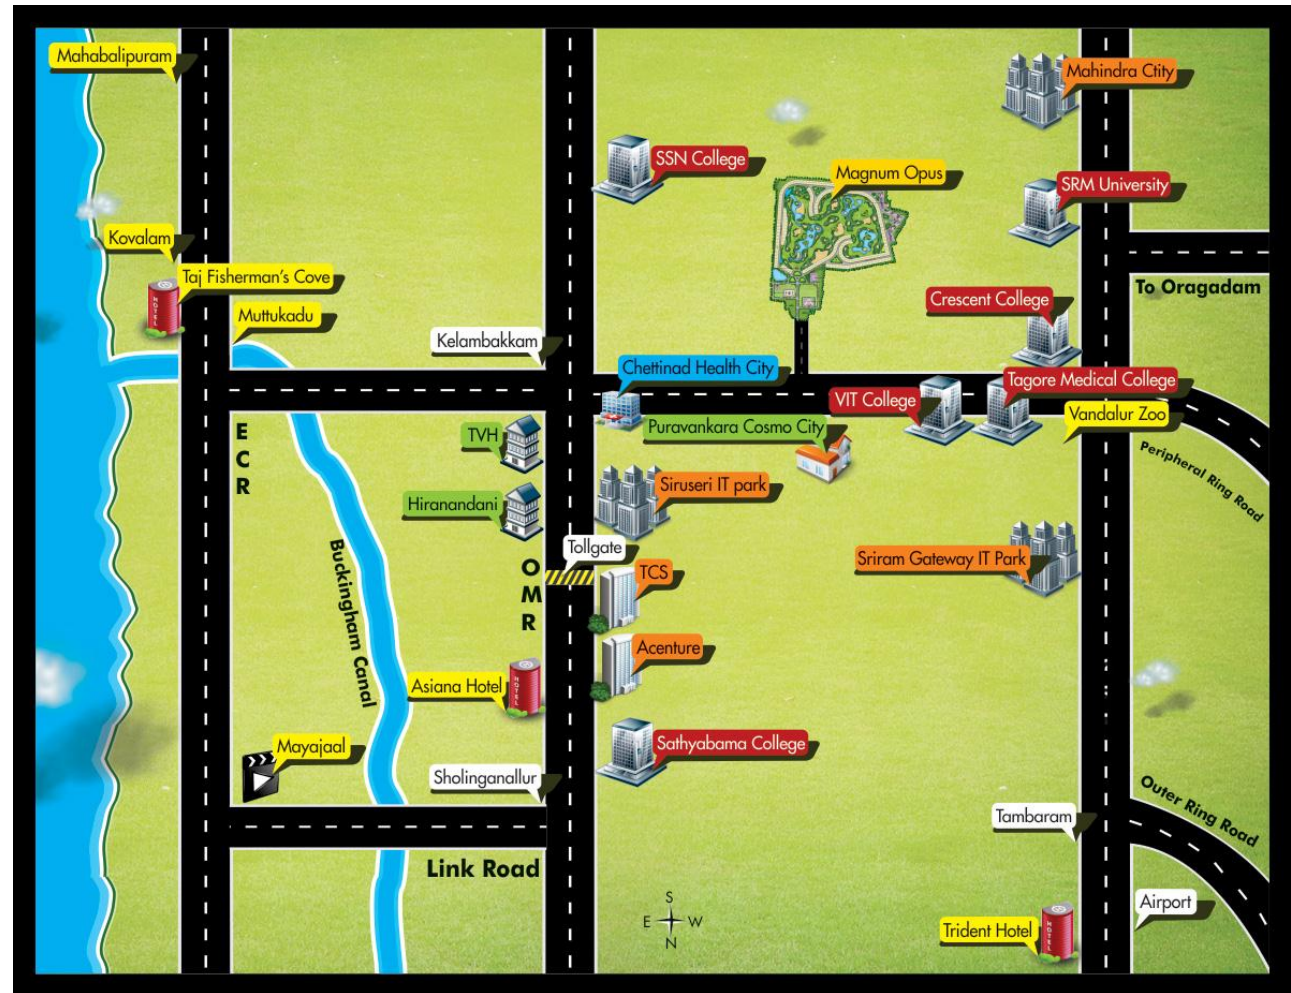 Mahabalipuram
Mahindra Ctity
SSN College
Magnum Opus
SRM University
Kovalam
Taj Fisherman's Cove
HOTEL
To Oragadam
Crescent College
Muttukadu
Kelambakkam
Chettinad Health City
Tagore Medical College
VIT College
Vandalur Zoo
Puravankara Cosmo City
TVH
E
C
R
Peripheral Ring Road
Siruseri IT park
Hiranandani
Tollgate
Sriram Gateway IT Park
TCS
O
M
R
Buckingham Canal
Acenture
Asiana Hotel
HOTEL
Mayajaal
Sathyabama College
Sholinganallur
Outer Ring Road
Tambaram
Link Road
S
E W
N
Airport
Trident Hotel
HOTEL